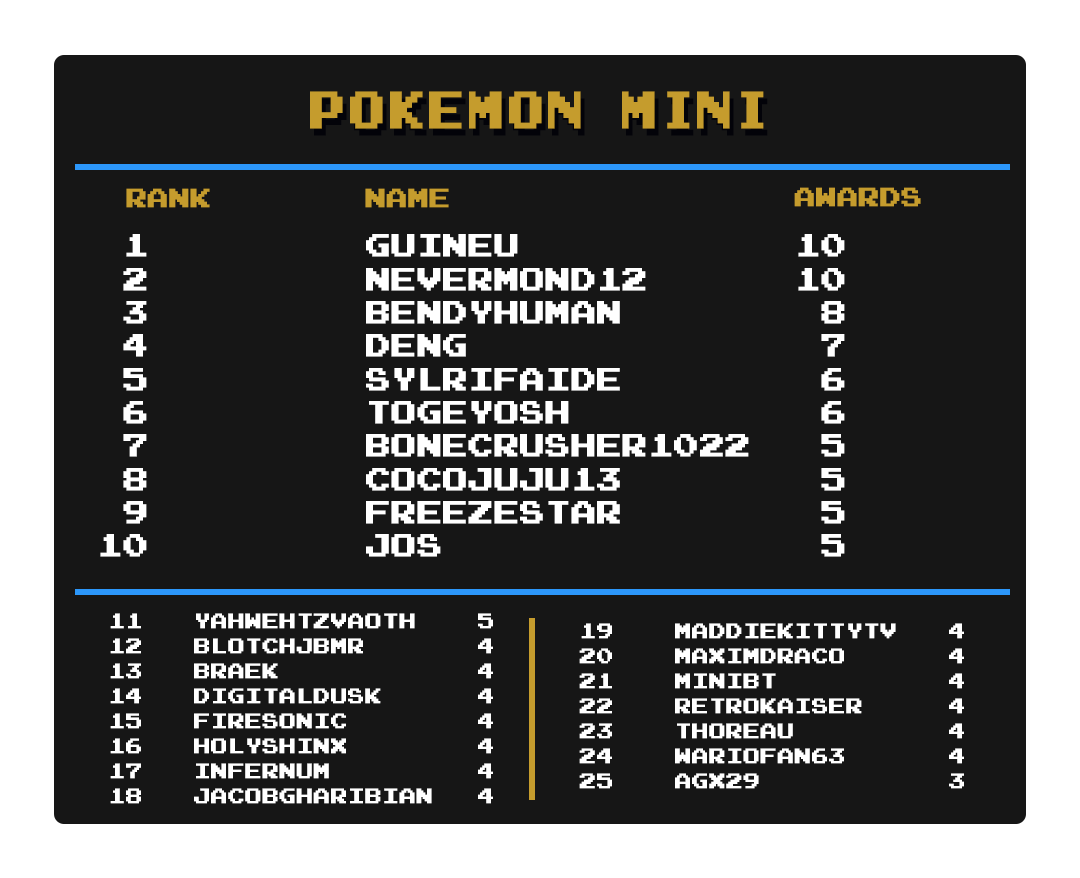 POKEMON MINI
RANK NAME AWARDS
1 GUINEU 10
2 NEVERMOND12 10
3 BENDYHUMAN 8
4 DENG 7
5 SYLRIFAIDE 6
6 TOGEYOSH 6
7 BONECRUSHER1022 5
8 COCOJUJU13 5
9 FREEZESTAR 5
10 JOS 5
11 YAHWEHTZVAOTH 5
12 BLOTCHJBMR 4
13 BRAEK 4
14 DIGITALDUSK 4
15 FIRESONIC 4
16 HOLYSHINX 4
17 INFERNUM 4
18 JACOBGHARIBIAN 4
19 MADDIEKITTYTV 4
20 MAXIMDRACO 4
21 MINIBT 4
22 RETROKAISER 4
23 THOREAU 4
24 WARIOFAN63 4
25 AGX29 3